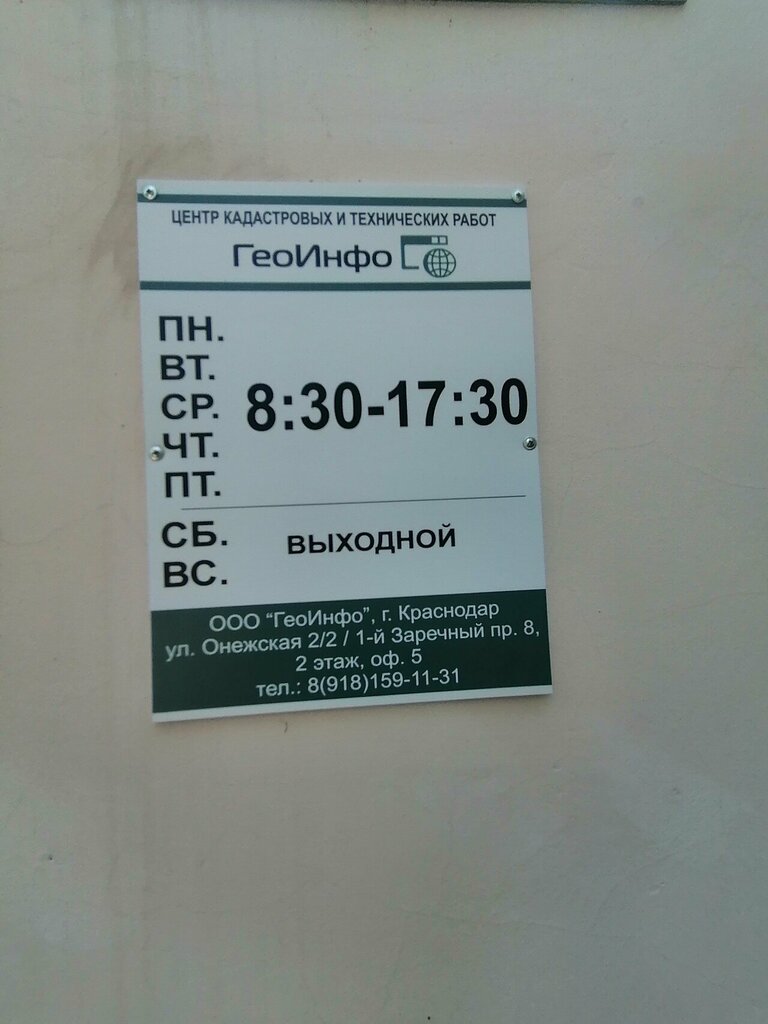 ЦЕНТР КАДАСТРОВЫХ И ТЕХНИЧЕСКИХ РАБОТ
ГеоИнфо
ПН.
ВТ.
СР. 8:30-17:30
ЧТ.
ПТ.
СБ. ВЫХОДНОЙ
ВС.
ООО "ГеоИнфо", г. Краснодар
ул. Онежская 2/2 / 1-й Заречный пр. 8,
2 этаж, оф. 5
тел.: 8(918)159-11-31